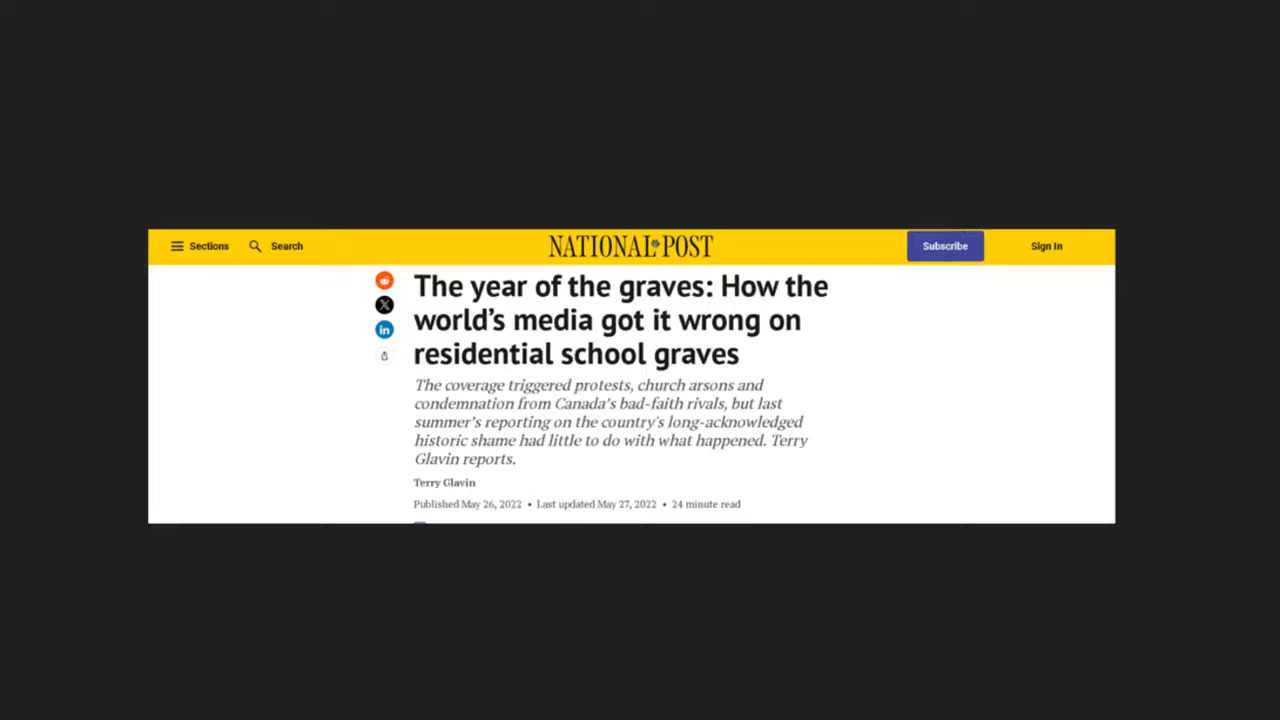 Sections Search NATIONAL POST Subscribe Sign In
The year of the graves: How the
world's media got it wrong on
residential school graves
The coverage triggered protests, church arsons and
condemnation from Canada's bad-faith rivals, but last
summer's reporting on the country's long-acknowledged
historic shame had little to do with what happened. Terry
Glavin reports.
Terry Glavin
Published May 26, 2022 • Last updated May 27, 2022 • 24 minute read